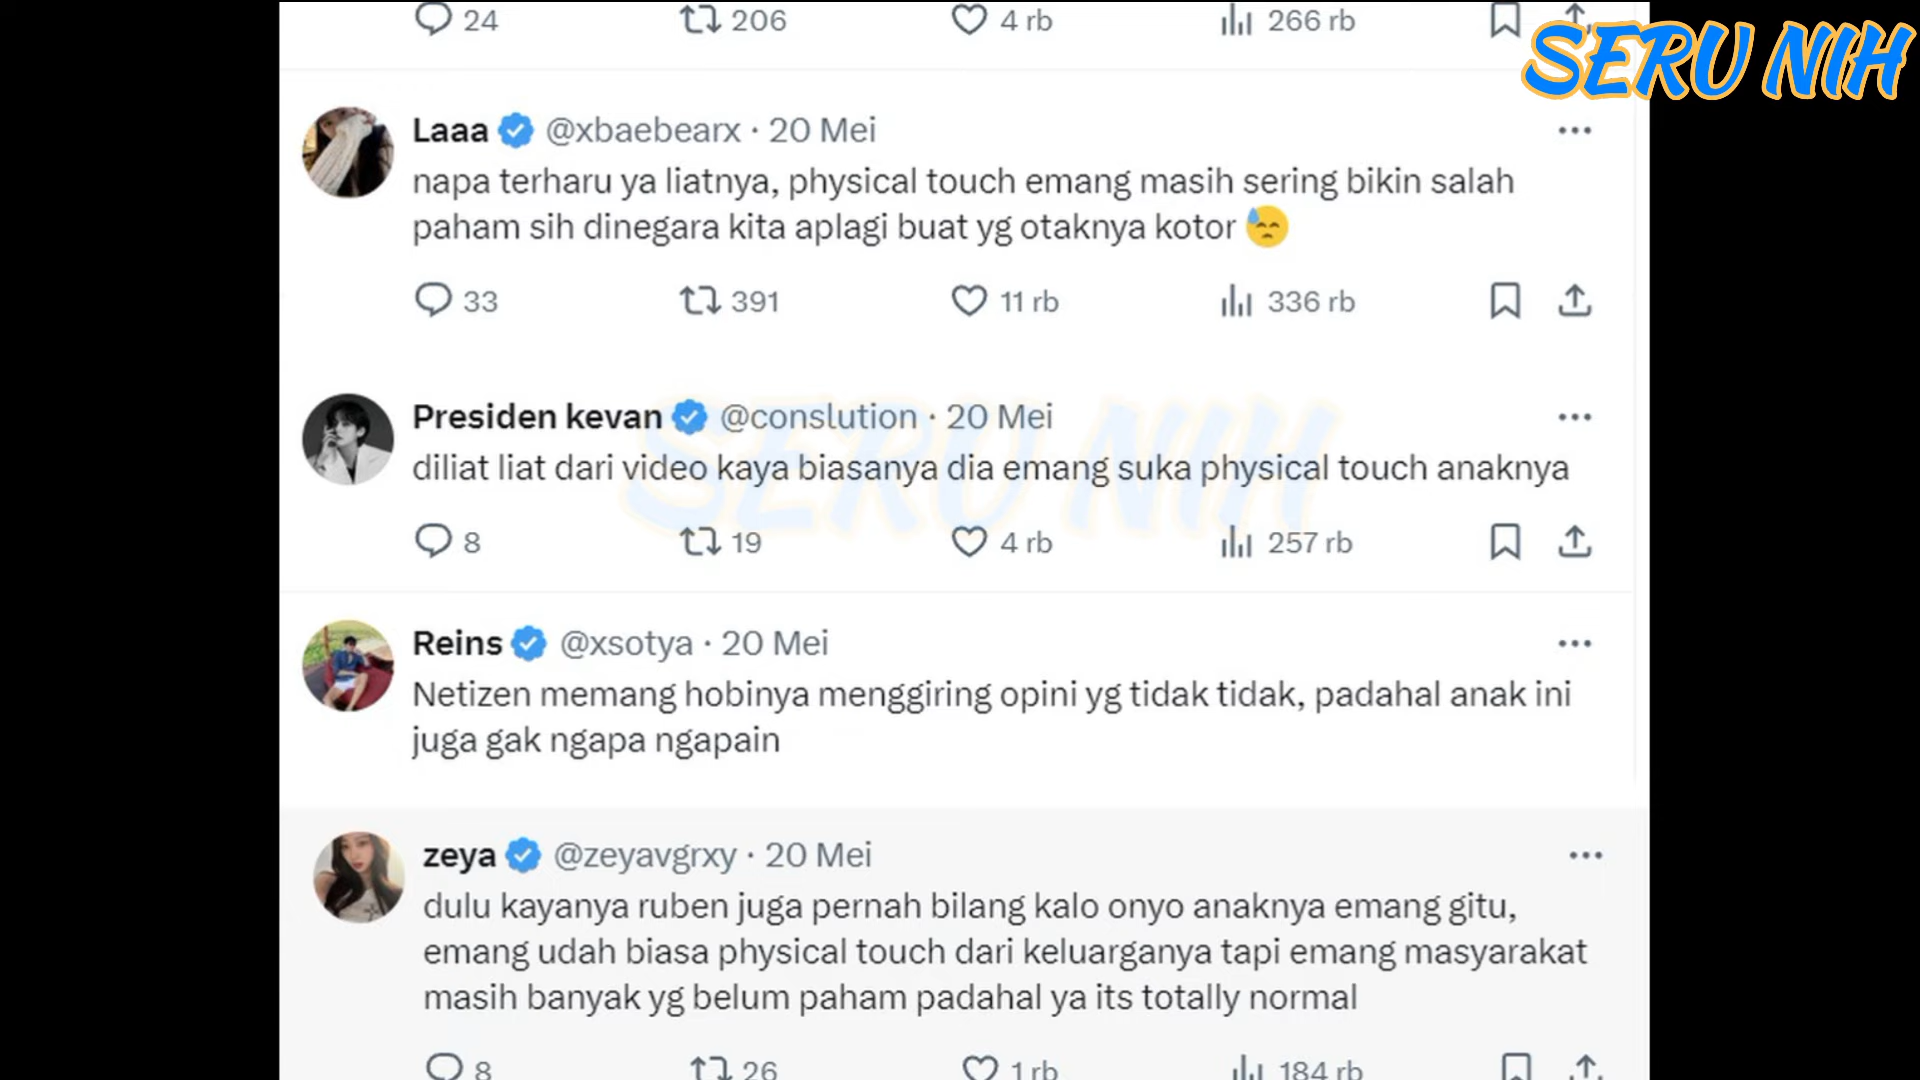 24 206 4 rb 266 rb
SERU NIH
Laaa @xbaebearx · 20 Mei
napa terharu ya liatnya, physical touch emang masih sering bikin salah
paham sih dinegara kita aplagi buat yg otaknya kotor 😓
33 391 11 rb 336 rb
Presiden kevan @conslution · 20 Mei
SERU NIH
diliat liat dari video kaya biasanya dia emang suka physical touch anaknya
8 19 4 rb 257 rb
Reins @xsotya · 20 Mei
Netizen memang hobinya menggiring opini yg tidak tidak, padahal anak ini
juga gak ngapa ngapain
zeya @zeyavgrxy · 20 Mei
dulu kayanya ruben juga pernah bilang kalo onyo anaknya emang gitu,
emang udah biasa physical touch dari keluarganya tapi emang masyarakat
masih banyak yg belum paham padahal ya its totally normal
8 26 1 rb 184 rb